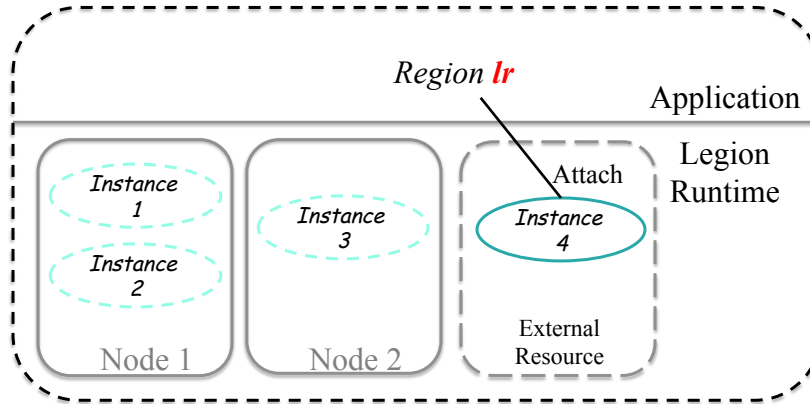 Region lr
Application
Legion
Runtime
Attach
Instance
1
Instance
2
Instance
3
Instance
4
Node 1
Node 2
External
Resource